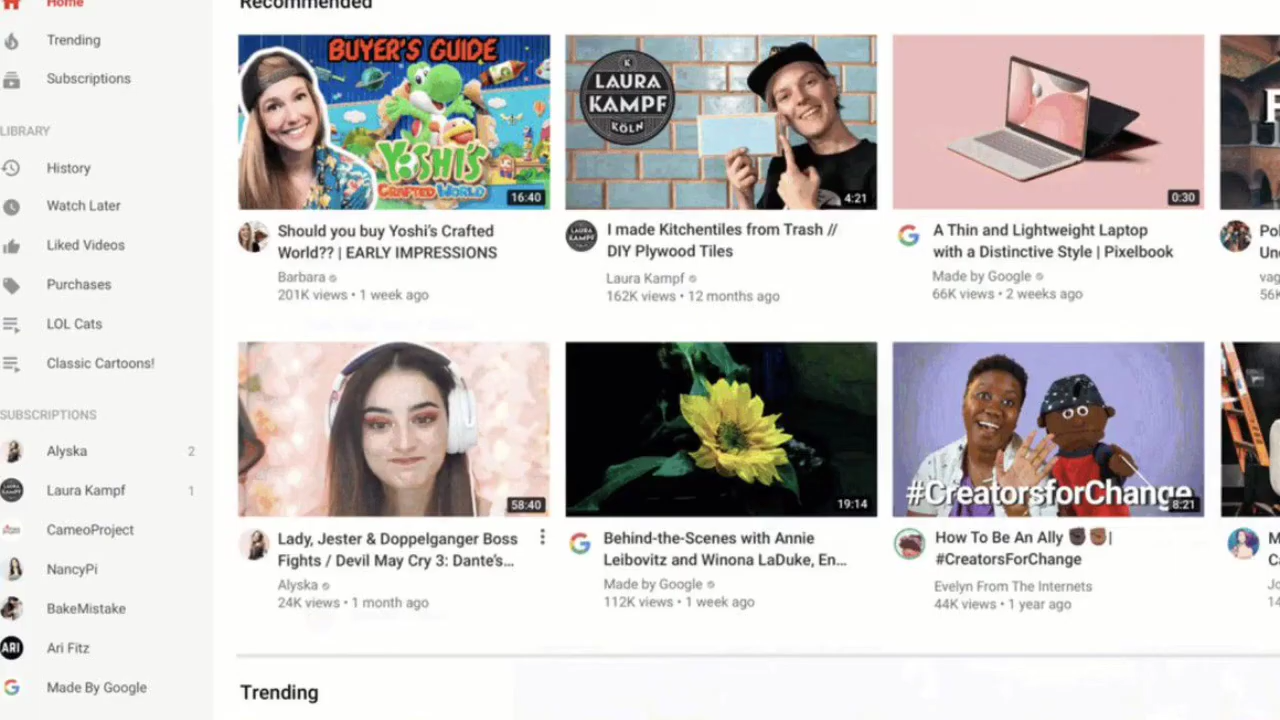 Home
Trending
Subscriptions
LIBRARY
History
Watch Later
Liked Videos
Purchases
LOL Cats
Classic Cartoons!
SUBSCRIPTIONS
Alyska 2
Laura Kampf 1
CameoProject
NancyPi
BakeMistake
Ari Fitz
Made By Google
ARI
Recommended
BUYER'S GUIDE
YOSHI'S
CRAFTED WORLD
16:40
Should you buy Yoshi's Crafted
World?? | EARLY IMPRESSIONS
Barbara
201K views • 1 week ago
K
LAURA
KAMPF
KÖLN
4:21
LAURA
KAMPF
I made Kitchentiles from Trash //
DIY Plywood Tiles
Laura Kampf
162K views • 12 months ago
0:30
A Thin and Lightweight Laptop
with a Distinctive Style | Pixelbook
Made by Google
66K views • 2 weeks ago
Un
56K
58:40
Lady, Jester & Doppelganger Boss
Fights / Devil May Cry 3: Dante's...
Alyska
24K views • 1 month ago
19:14
Behind-the-Scenes with Annie
Leibovitz and Winona LaDuke, En...
Made by Google
112K views • 1 week ago
#CreatorsforChange
8:21
How To Be An Ally ✊🏿✊🏾|
#CreatorsForChange
Evelyn From The Internets
44K views • 1 year ago
Trending